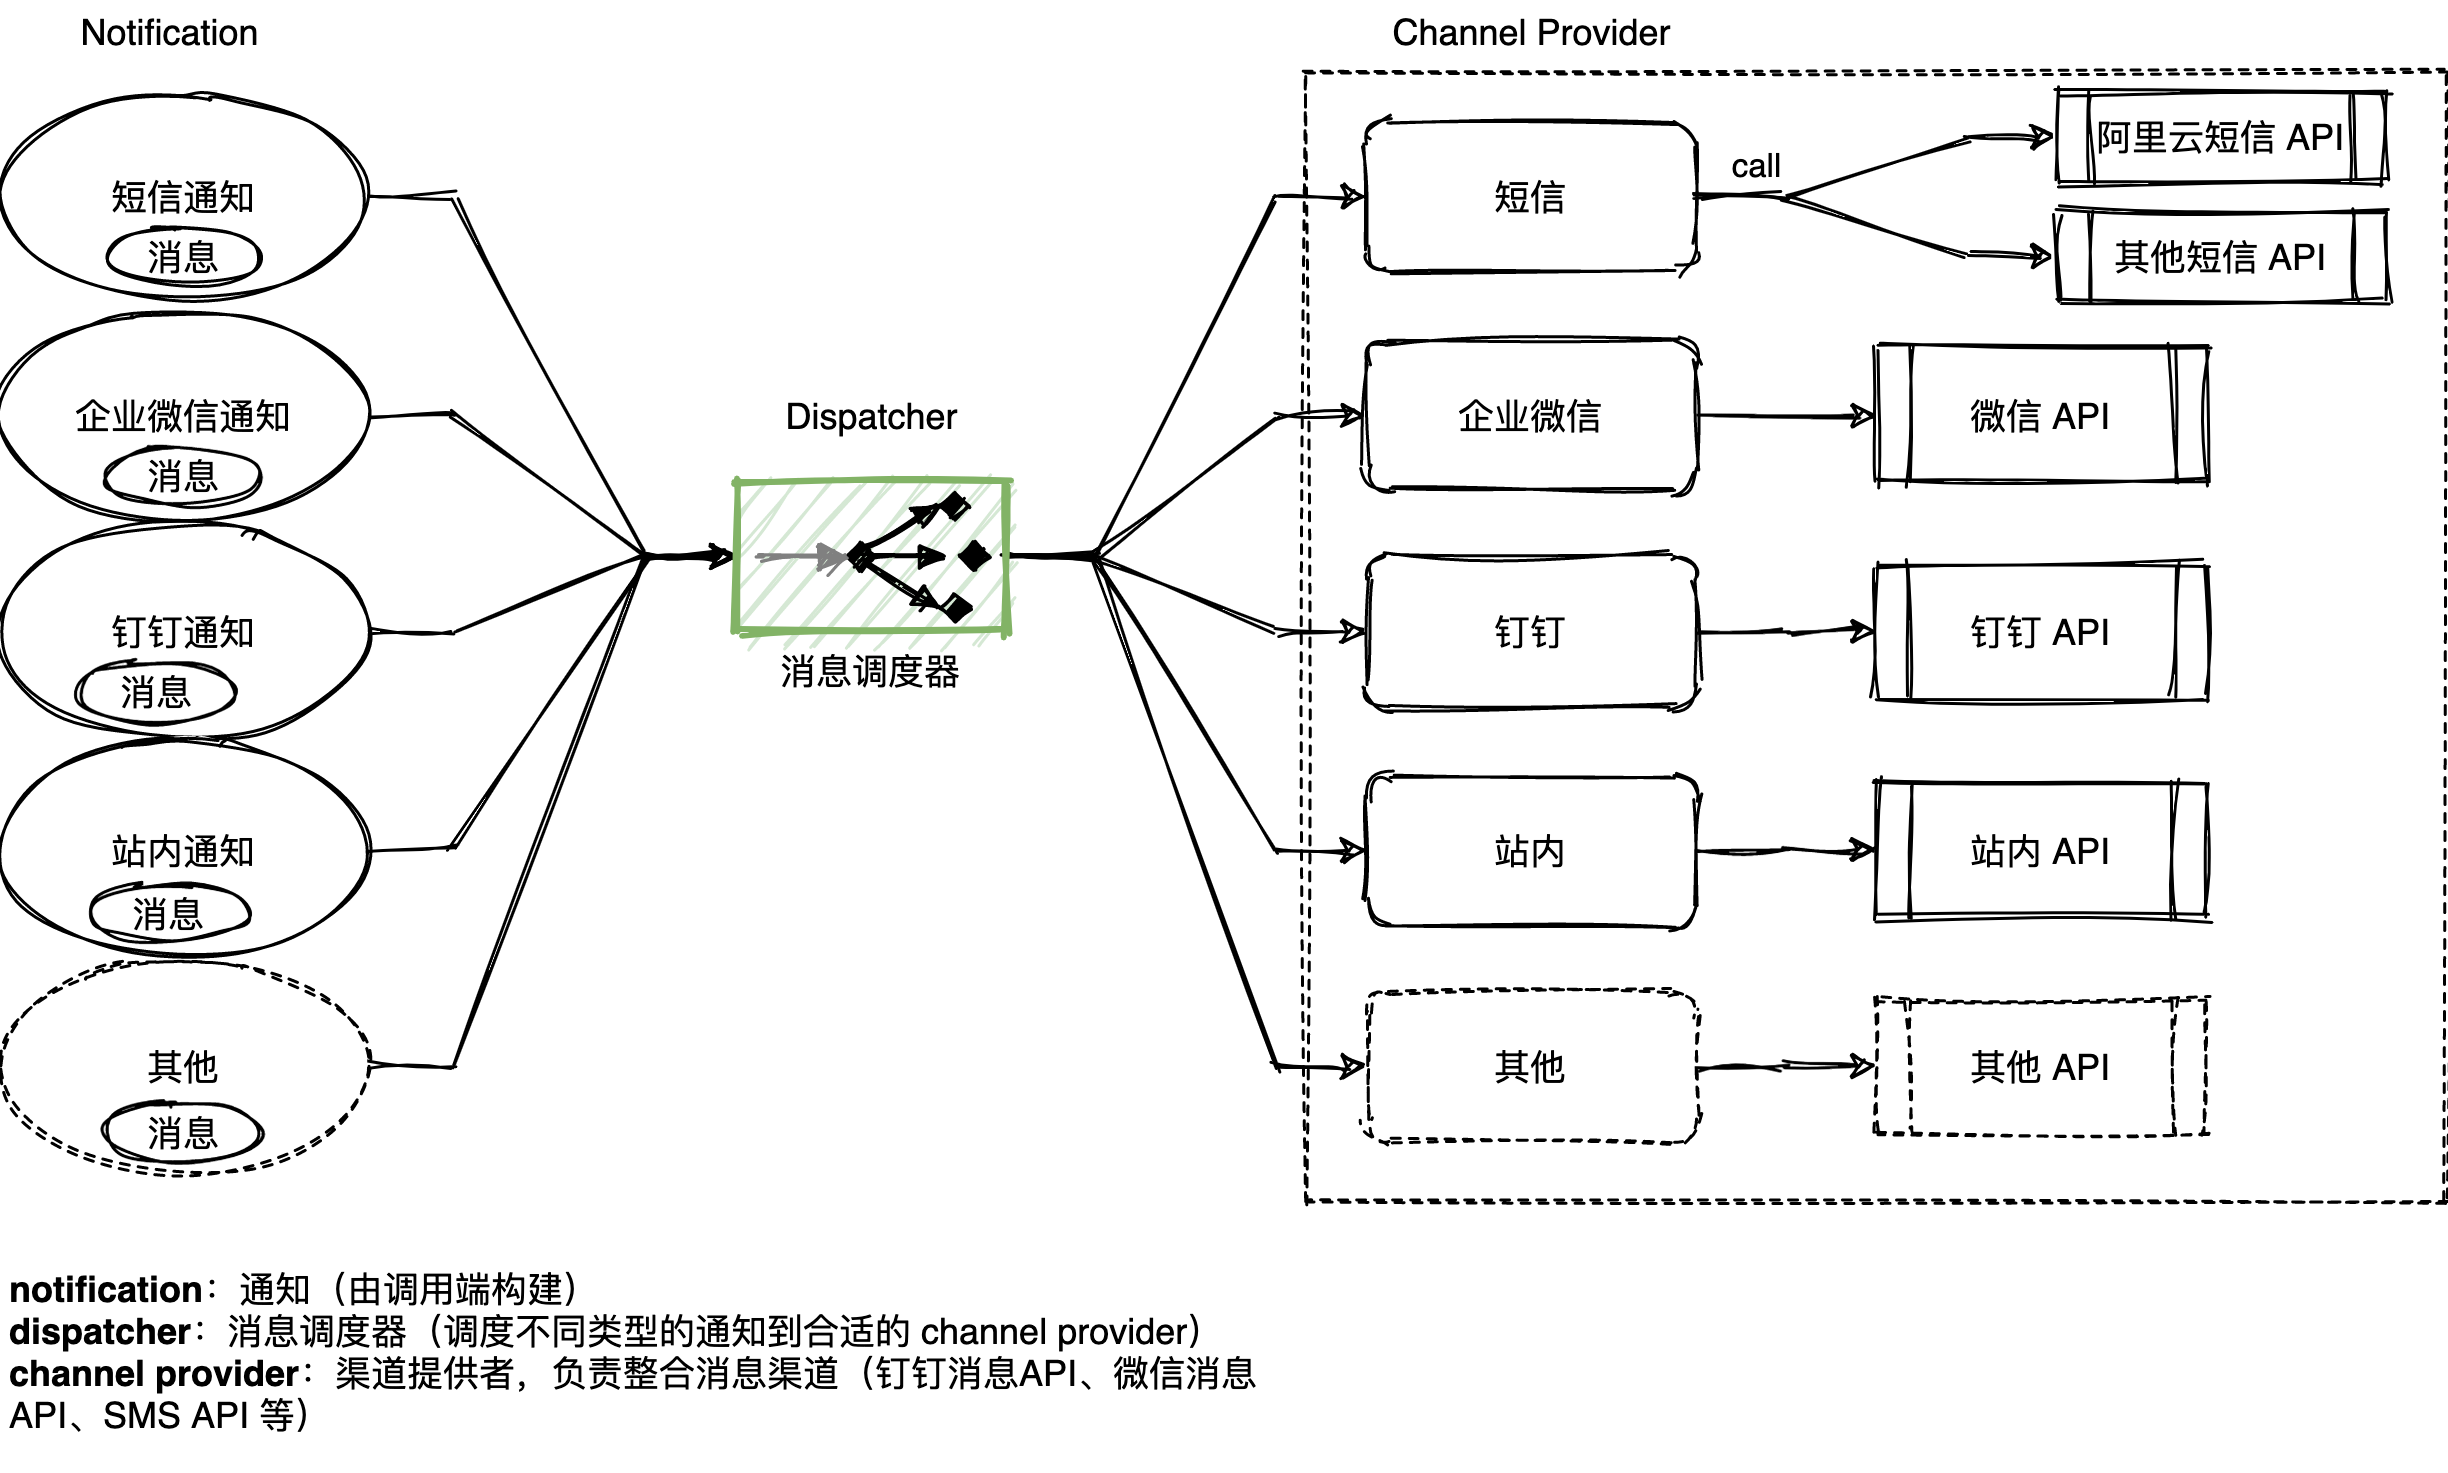 Notification
Channel Provider
短信通知
消息
企业微信通知
消息
钉钉通知
消息
站内通知
消息
其他
消息
Dispatcher
消息调度器
短信
call
阿里云短信 API
其他短信 API
企业微信
微信 API
钉钉
钉钉 API
站内
站内 API
其他
其他 API
notification：通知（由调用端构建）
dispatcher：消息调度器（调度不同类型的通知到合适的 channel provider）
channel provider：渠道提供者，负责整合消息渠道（钉钉消息API、微信消息
API、SMS API 等）